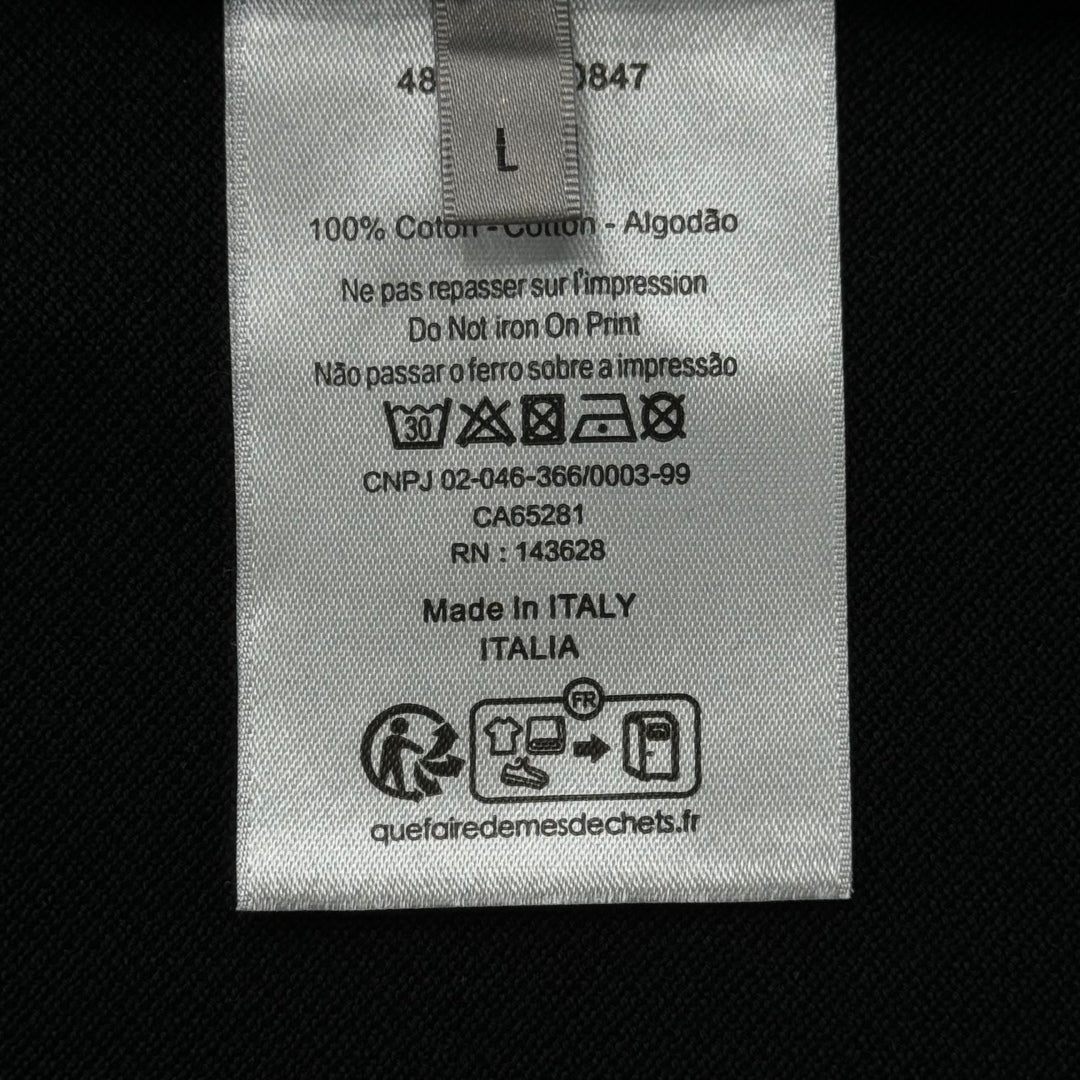 48 0847
L
100% Coton - Cotton - Algodão
Ne pas repasser sur l'impression
Do Not iron On Print
Não passar o ferro sobre a impressão
30
CNPJ 02-046-366/0003-99
CA65281
RN : 143628
Made In ITALY
ITALIA
FR
quefairedemesdechets.fr